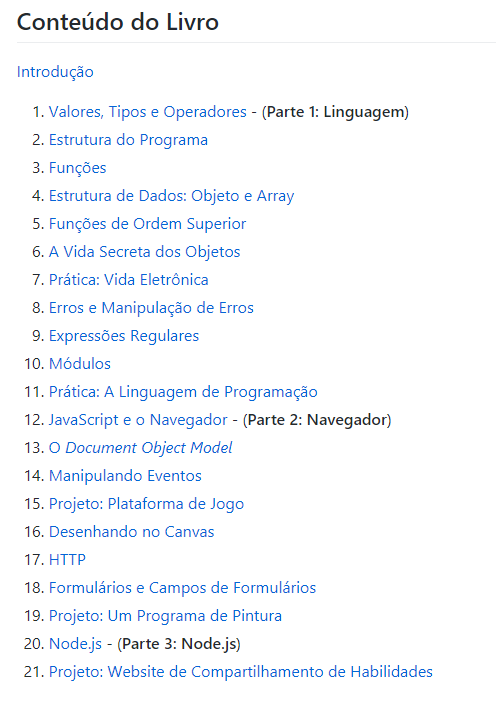 Conteúdo do Livro
Introdução
1. Valores, Tipos e Operadores - (Parte 1: Linguagem)
2. Estrutura do Programa
3. Funções
4. Estrutura de Dados: Objeto e Array
5. Funções de Ordem Superior
6. A Vida Secreta dos Objetos
7. Prática: Vida Eletrônica
8. Erros e Manipulação de Erros
9. Expressões Regulares
10. Módulos
11. Prática: A Linguagem de Programação
12. JavaScript e o Navegador - (Parte 2: Navegador)
13. O Document Object Model
14. Manipulando Eventos
15. Projeto: Plataforma de Jogo
16. Desenhando no Canvas
17. HTTP
18. Formulários e Campos de Formulários
19. Projeto: Um Programa de Pintura
20. Node.js - (Parte 3: Node.js)
21. Projeto: Website de Compartilhamento de Habilidades